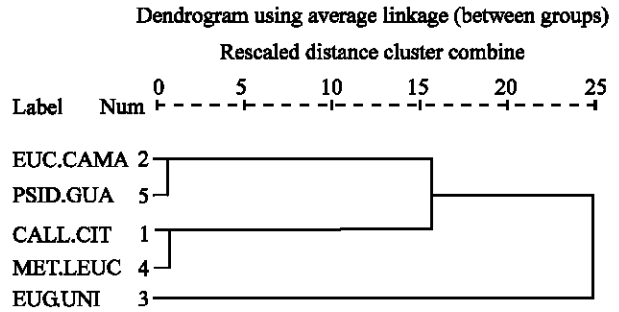 Dendrogram using average linkage (between groups)
Rescaled distance cluster combine
0 5 10 15 20 25
Label Num
EUC.CAMA 2
PSID.GUA 5
CALL.CIT 1
MET.LEUC 4
EUG.UNI 3